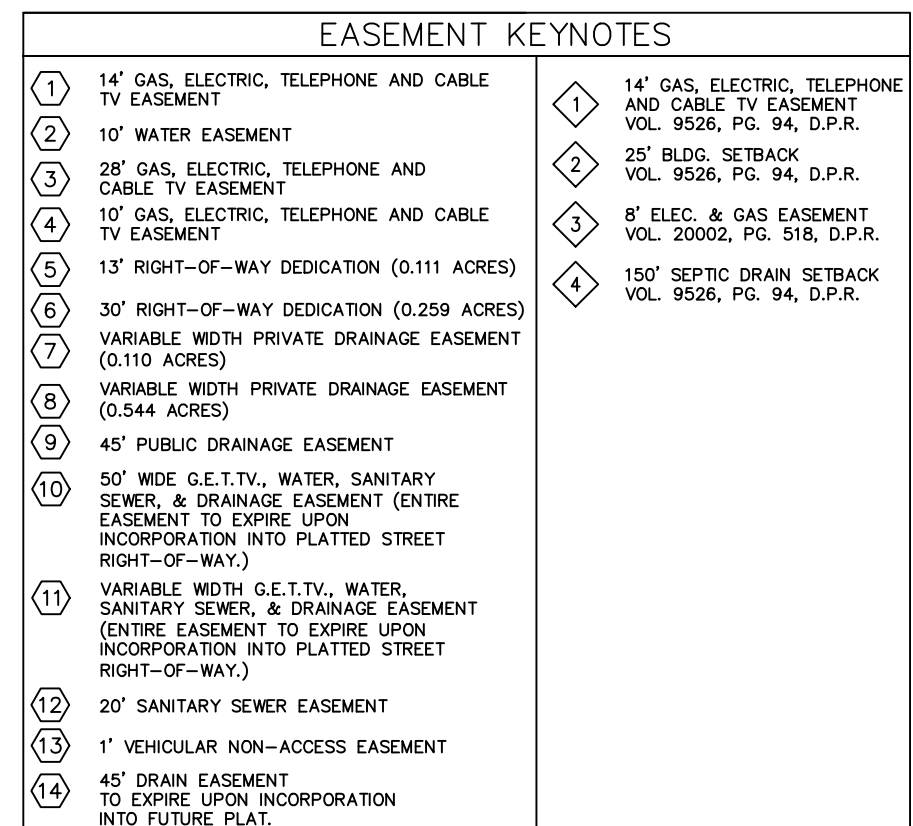 EASEMENT KEYNOTES
1 14' GAS, ELECTRIC, TELEPHONE AND CABLE
TV EASEMENT
2 10' WATER EASEMENT
3 28' GAS, ELECTRIC, TELEPHONE AND
CABLE TV EASEMENT
4 10' GAS, ELECTRIC, TELEPHONE AND CABLE
TV EASEMENT
5 13' RIGHT-OF-WAY DEDICATION (0.111 ACRES)
6 30' RIGHT-OF-WAY DEDICATION (0.259 ACRES)
7 VARIABLE WIDTH PRIVATE DRAINAGE EASEMENT
(0.110 ACRES)
8 VARIABLE WIDTH PRIVATE DRAINAGE EASEMENT
(0.544 ACRES)
9 45' PUBLIC DRAINAGE EASEMENT
10 50' WIDE G.E.T.TV., WATER, SANITARY
SEWER, & DRAINAGE EASEMENT (ENTIRE
EASEMENT TO EXPIRE UPON
INCORPORATION INTO PLATTED STREET
RIGHT-OF-WAY.)
11 VARIABLE WIDTH G.E.T.TV., WATER,
SANITARY SEWER, & DRAINAGE EASEMENT
(ENTIRE EASEMENT TO EXPIRE UPON
INCORPORATION INTO PLATTED STREET
RIGHT-OF-WAY.)
12 20' SANITARY SEWER EASEMENT
13 1' VEHICULAR NON-ACCESS EASEMENT
14 45' DRAIN EASEMENT
TO EXPIRE UPON INCORPORATION
INTO FUTURE PLAT.
1 14' GAS, ELECTRIC, TELEPHONE
AND CABLE TV EASEMENT
VOL. 9526, PG. 94, D.P.R.
2 25' BLDG. SETBACK
VOL. 9526, PG. 94, D.P.R.
3 8' ELEC. & GAS EASEMENT
VOL. 20002, PG. 518, D.P.R.
4 150' SEPTIC DRAIN SETBACK
VOL. 9526, PG. 94, D.P.R.